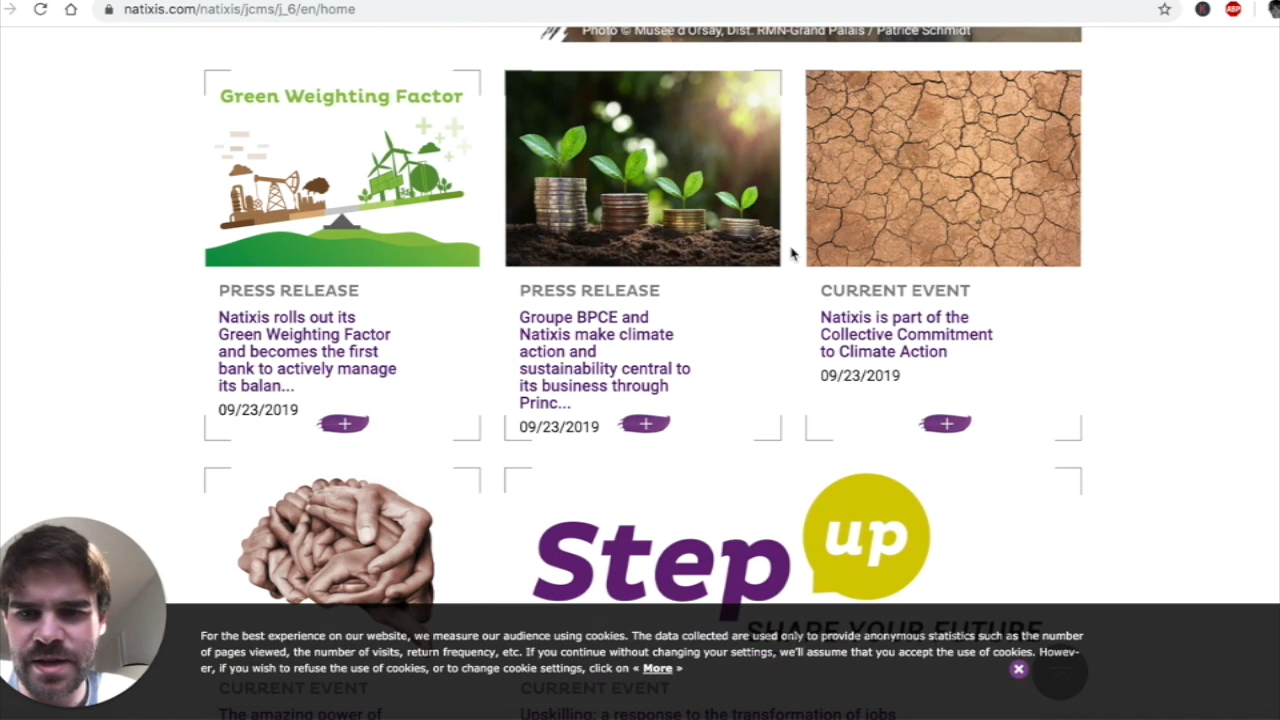 natixis.com/natixis/jcms/j_6/en/home
ABP
Photo © Musée d'Orsay, Dist. RMN-Grand Palais / Patrice Schmidt
Green Weighting Factor
PRESS RELEASE
Natixis rolls out its
Green Weighting Factor
and becomes the first
bank to actively manage
its balan...
09/23/2019
PRESS RELEASE
Groupe BPCE and
Natixis make climate
action and
sustainability central to
its business through
Princ...
09/23/2019
CURRENT EVENT
Natixis is part of the
Collective Commitment
to Climate Action
09/23/2019
Step up
SHARE YOUR FUTURE
For the best experience on our website, we measure our audience using cookies. The data collected are used only to provide anonymous statistics such as the number
of pages viewed, the number of visits, return frequency, etc. If you continue without changing your settings, we'll assume that you accept the use of cookies. Howev-
er, if you wish to refuse the use of cookies, or to change cookie settings, click on « More »
CURRENT EVENT
The amazing power of
CURRENT EVENT
Upskilling: a response to the transformation of jobs